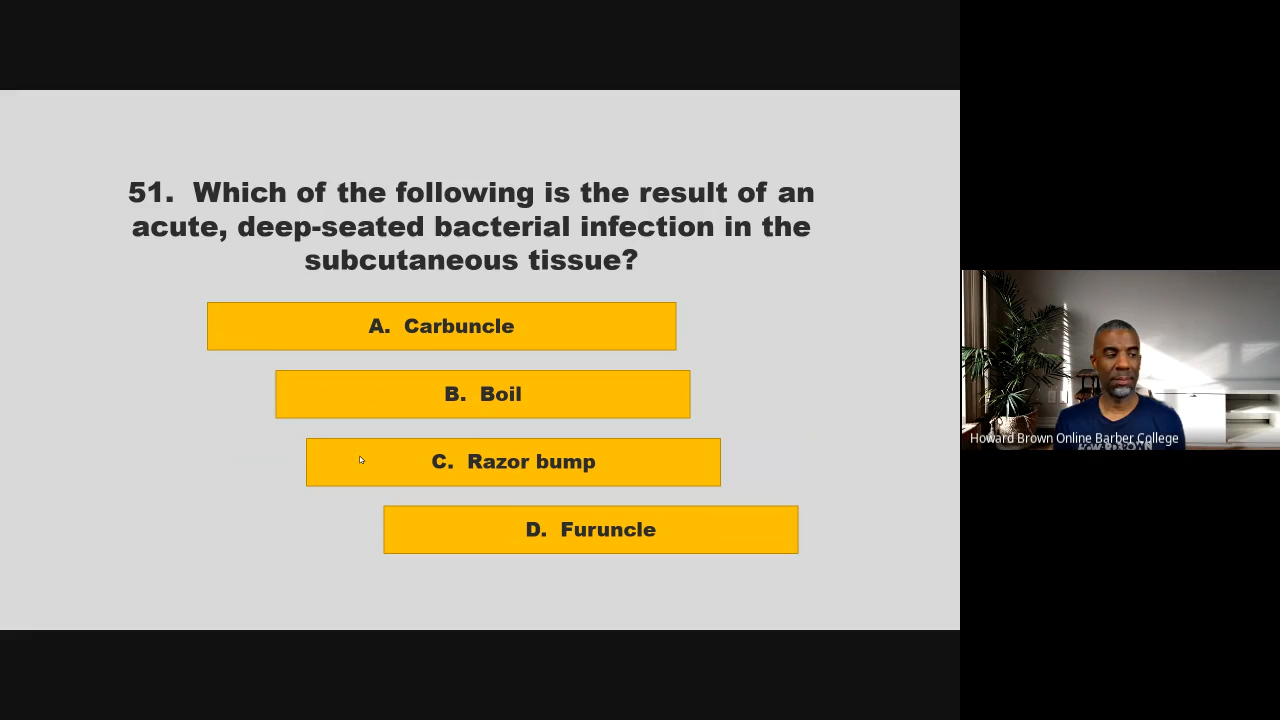 51. Which of the following is the result of an
acute, deep-seated bacterial infection in the
subcutaneous tissue?
A. Carbuncle
B. Boil
C. Razor bump
D. Furuncle
Howard Brown Online Barber College